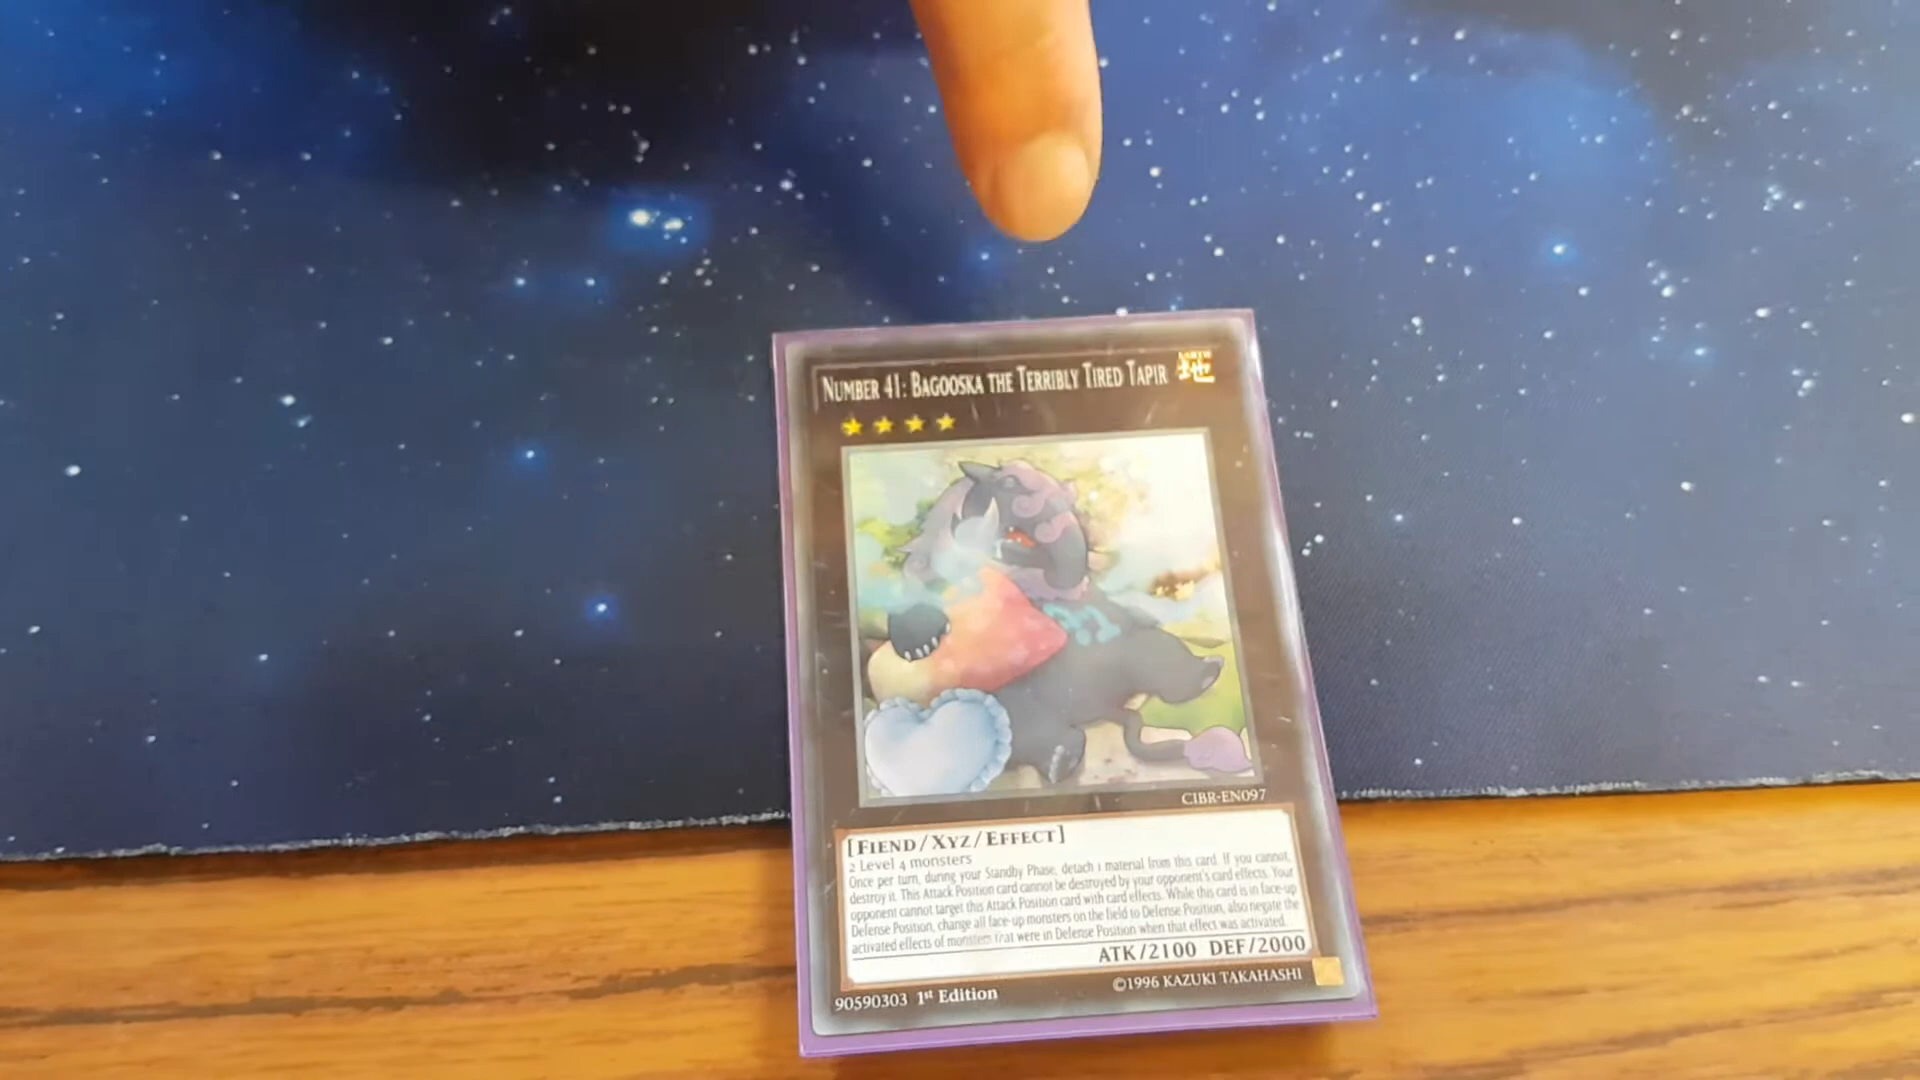 NUMBER 41: BAGOOSKA THE TERRIBLY TIRED TAPIR
EARTH
地
CIBR-EN097
[FIEND/XYZ/EFFECT]
2 Level 4 monsters
Once per turn, during your Standby Phase, detach 1 material from this card. If you cannot,
destroy it. This Attack Position card cannot be destroyed by your opponent's card effects. Your
opponent cannot target this Attack Position card with card effects. While this card is in face-up
Defense Position, change all face-up monsters on the field to Defense Position, also negate the
activated effects of monsters that were in Defense Position when that effect was activated.
ATK/2100 DEF/2000
90590303 1st Edition
©1996 KAZUKI TAKAHASHI